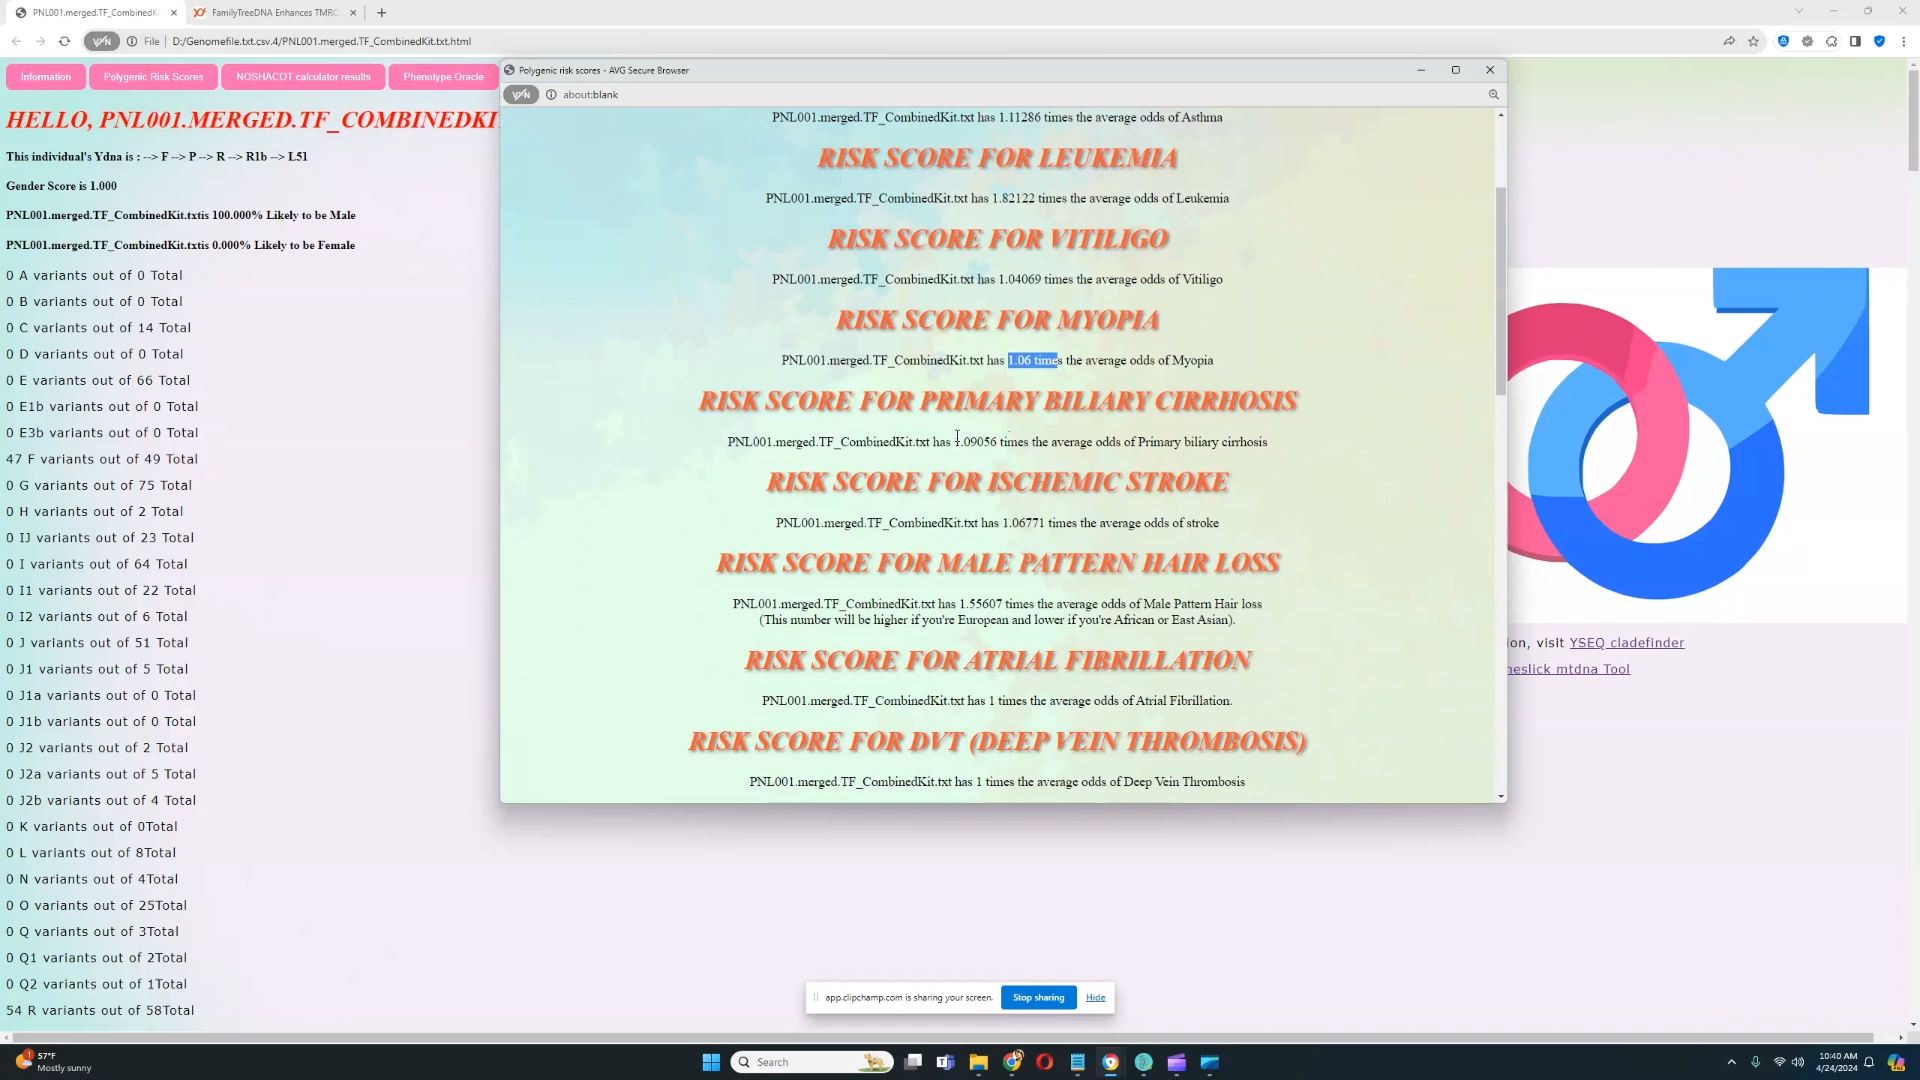 PNL001.merged.TF_CombinedKi
FamilyTreeDNA Enhances TMRC
File
D:/Genomefile.txt.csv.4/PNL001.merged.TF_CombinedKit.txt.html
Information
Polygenic Risk Scores
NOSHACOT calculator results
Phenotype Oracle
HELLO, PNL001.MERGED.TF_COMBINEDKI
This individual's Ydna is : --> F --> P --> R --> R1b --> L51
Gender Score is 1.000
PNL001.merged.TF_CombinedKit.txtis 100.000% Likely to be Male
PNL001.merged.TF_CombinedKit.txtis 0.000% Likely to be Female
0 A variants out of 0 Total
0 B variants out of 0 Total
0 C variants out of 14 Total
0 D variants out of 0 Total
0 E variants out of 66 Total
0 E1b variants out of 0 Total
0 E3b variants out of 0 Total
47 F variants out of 49 Total
0 G variants out of 75 Total
0 H variants out of 2 Total
0 IJ variants out of 23 Total
0 I variants out of 64 Total
0 I1 variants out of 22 Total
0 I2 variants out of 6 Total
0 J variants out of 51 Total
0 J1 variants out of 5 Total
0 J1a variants out of 0 Total
0 J1b variants out of 0 Total
0 J2 variants out of 2 Total
0 J2a variants out of 5 Total
0 J2b variants out of 4 Total
0 K variants out of 0Total
0 L variants out of 8Total
0 N variants out of 4Total
0 O variants out of 25Total
0 Q variants out of 3Total
0 Q1 variants out of 2Total
0 Q2 variants out of 1Total
54 R variants out of 58Total
Polygenic risk scores - AVG Secure Browser
about:blank
PNL001.merged.TF_CombinedKit.txt has 1.11286 times the average odds of Asthma
RISK SCORE FOR LEUKEMIA
PNL001.merged.TF_CombinedKit.txt has 1.82122 times the average odds of Leukemia
RISK SCORE FOR VITILIGO
PNL001.merged.TF_CombinedKit.txt has 1.04069 times the average odds of Vitiligo
RISK SCORE FOR MYOPIA
PNL001.merged.TF_CombinedKit.txt has 1.06 times the average odds of Myopia
RISK SCORE FOR PRIMARY BILIARY CIRRHOSIS
PNL001.merged.TF_CombinedKit.txt has 1.09056 times the average odds of Primary biliary cirrhosis
RISK SCORE FOR ISCHEMIC STROKE
PNL001.merged.TF_CombinedKit.txt has 1.06771 times the average odds of stroke
RISK SCORE FOR MALE PATTERN HAIR LOSS
PNL001.merged.TF_CombinedKit.txt has 1.55607 times the average odds of Male Pattern Hair loss
(This number will be higher if you're European and lower if you're African or East Asian).
RISK SCORE FOR ATRIAL FIBRILLATION
PNL001.merged.TF_CombinedKit.txt has 1 times the average odds of Atrial Fibrillation.
RISK SCORE FOR DVT (DEEP VEIN THROMBOSIS)
PNL001.merged.TF_CombinedKit.txt has 1 times the average odds of Deep Vein Thrombosis
ion, visit YSEQ cladefinder
neslick mtdna Tool
app.clipchamp.com is sharing your screen.
Stop sharing
Hide
1
57°F
Mostly sunny
Search
10:40 AM
4/24/2024